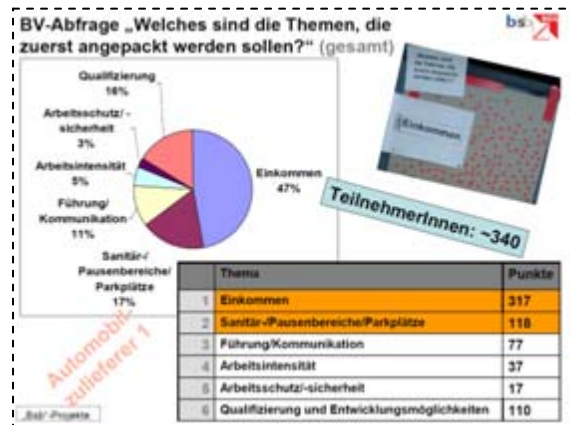 BV-Abfrage „Welches sind die Themen, die
zuerst angepackt werden sollen?“ (gesamt)
bsb
Qualifizierung
16%
Arbeitsschutz/-
sicherheit
3%
Arbeitsintensität
5%
Führung/
Kommunikation
11%
Sanitär-/
Pausenbereiche/
Parkplätze
17%
Einkommen
47%
Einkommen
TeilnehmerInnen: ~340
Automobil-
zulieferer 1
Thema Punkte
1 Einkommen 317
2 Sanitär-/Pausenbereiche/Parkplätze 118
3 Führung/Kommunikation 77
4 Arbeitsintensität 37
5 Arbeitsschutz/-sicherheit 17
6 Qualifizierung und Entwicklungsmöglichkeiten 110
„Bsb“-Projekte